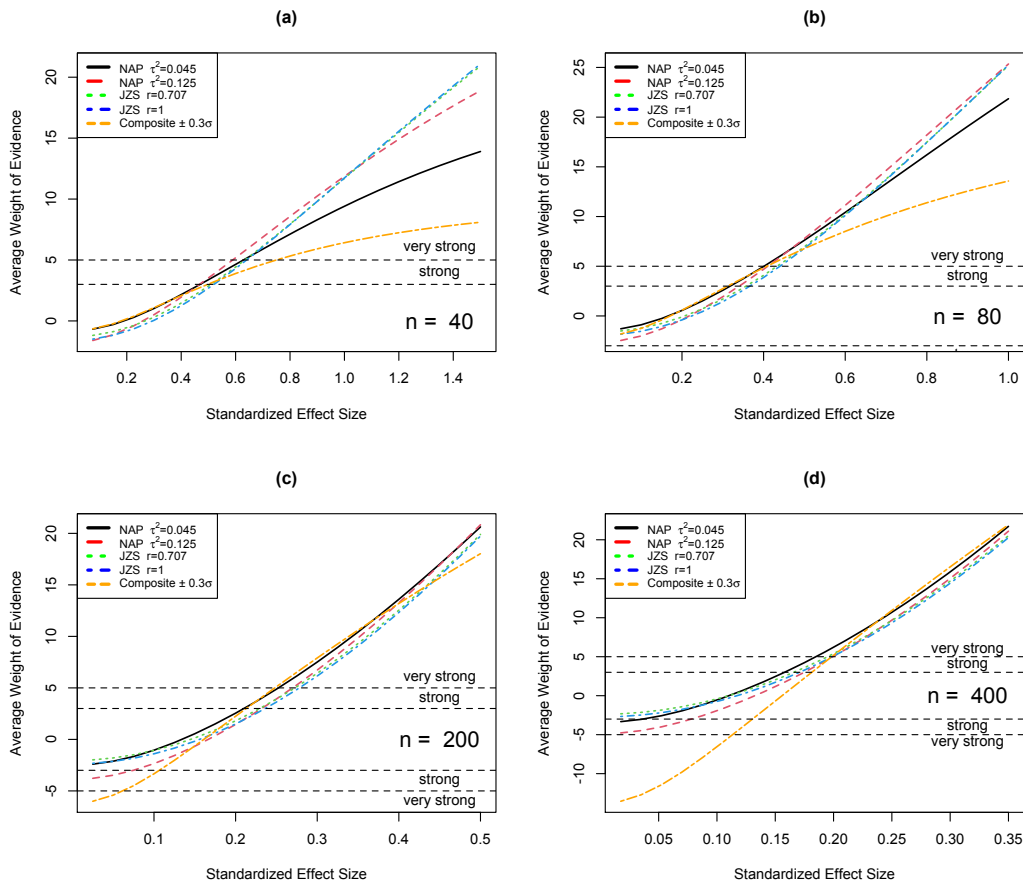 (a)
NAP τ²=0.045
NAP τ²=0.125
JZS r=0.707
JZS r=1
Composite ± 0.3σ
very strong
strong
n = 40
0 5 10 15 20
Average Weight of Evidence
0.2 0.4 0.6 0.8 1.0 1.2 1.4
Standardized Effect Size
(b)
NAP τ²=0.045
NAP τ²=0.125
JZS r=0.707
JZS r=1
Composite ± 0.3σ
very strong
strong
n = 80
0 5 10 15 20 25
Average Weight of Evidence
0.2 0.4 0.6 0.8 1.0
Standardized Effect Size
(c)
NAP τ²=0.045
NAP τ²=0.125
JZS r=0.707
JZS r=1
Composite ± 0.3σ
very strong
strong
n = 200
strong
very strong
-5 0 5 10 15 20
Average Weight of Evidence
0.1 0.2 0.3 0.4 0.5
Standardized Effect Size
(d)
NAP τ²=0.045
NAP τ²=0.125
JZS r=0.707
JZS r=1
Composite ± 0.3σ
very strong
strong
n = 400
strong
very strong
-10 -5 0 5 10 15 20
Average Weight of Evidence
0.05 0.10 0.15 0.20 0.25 0.30 0.35
Standardized Effect Size